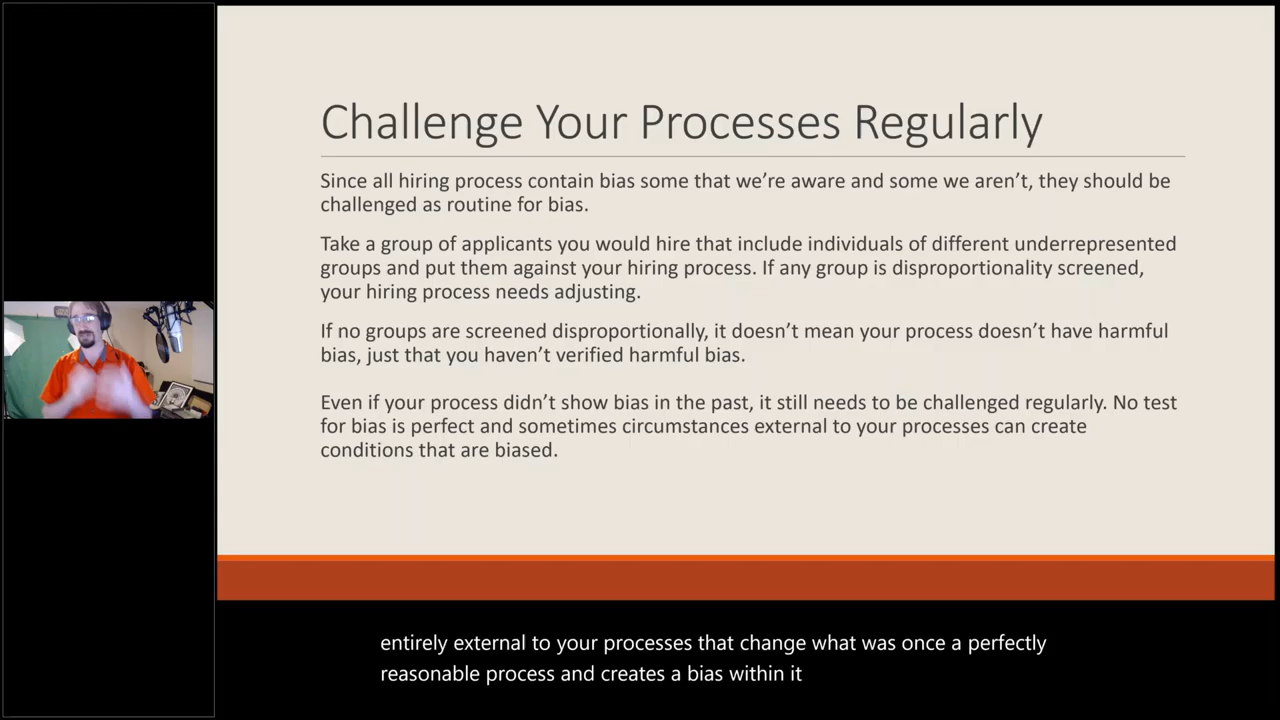 Challenge Your Processes Regularly
Since all hiring process contain bias some that we're aware and some we aren't, they should be
challenged as routine for bias.
Take a group of applicants you would hire that include individuals of different underrepresented
groups and put them against your hiring process. If any group is disproportionality screened,
your hiring process needs adjusting.
If no groups are screened disproportionally, it doesn't mean your process doesn't have harmful
bias, just that you haven't verified harmful bias.
Even if your process didn't show bias in the past, it still needs to be challenged regularly. No test
for bias is perfect and sometimes circumstances external to your processes can create
conditions that are biased.
entirely external to your processes that change what was once a perfectly
reasonable process and creates a bias within it